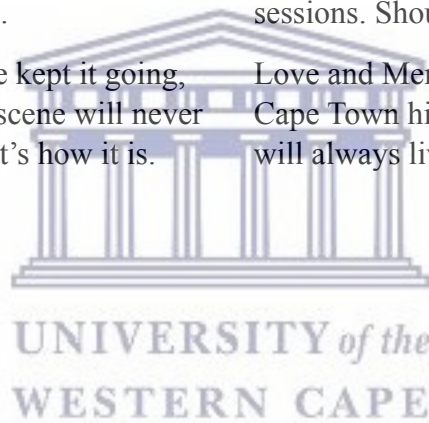 .
e kept it going,
scene will never
t's how it is.
sessions. Shou
Love and Mer
Cape Town hi
will always liv
UNIVERSITY of the
WESTERN CAPE